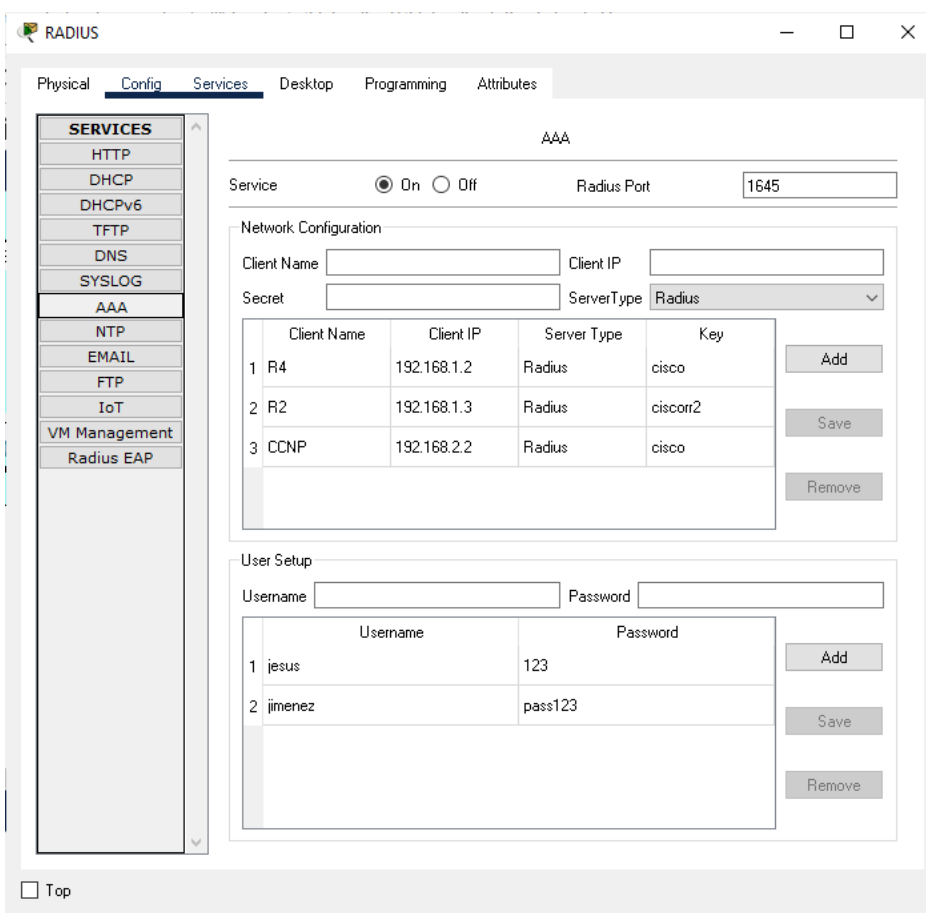 RADIUS
Physical Config Services Desktop Programming Attributes
SERVICES
HTTP
DHCP
DHCPv6
TFTP
DNS
SYSLOG
AAA
NTP
EMAIL
FTP
IoT
VM Management
Radius EAP
AAA
Service On Off Radius Port 1645
Network Configuration
Client Name Client IP
Secret ServerType Radius
Client Name Client IP Server Type Key
1 R4 192.168.1.2 Radius cisco
2 R2 192.168.1.3 Radius ciscorr2
3 CCNP 192.168.2.2 Radius cisco
Add
Save
Remove
User Setup
Username Password
Username Password
1 jesus 123
2 jimenez pass123
Add
Save
Remove
Top